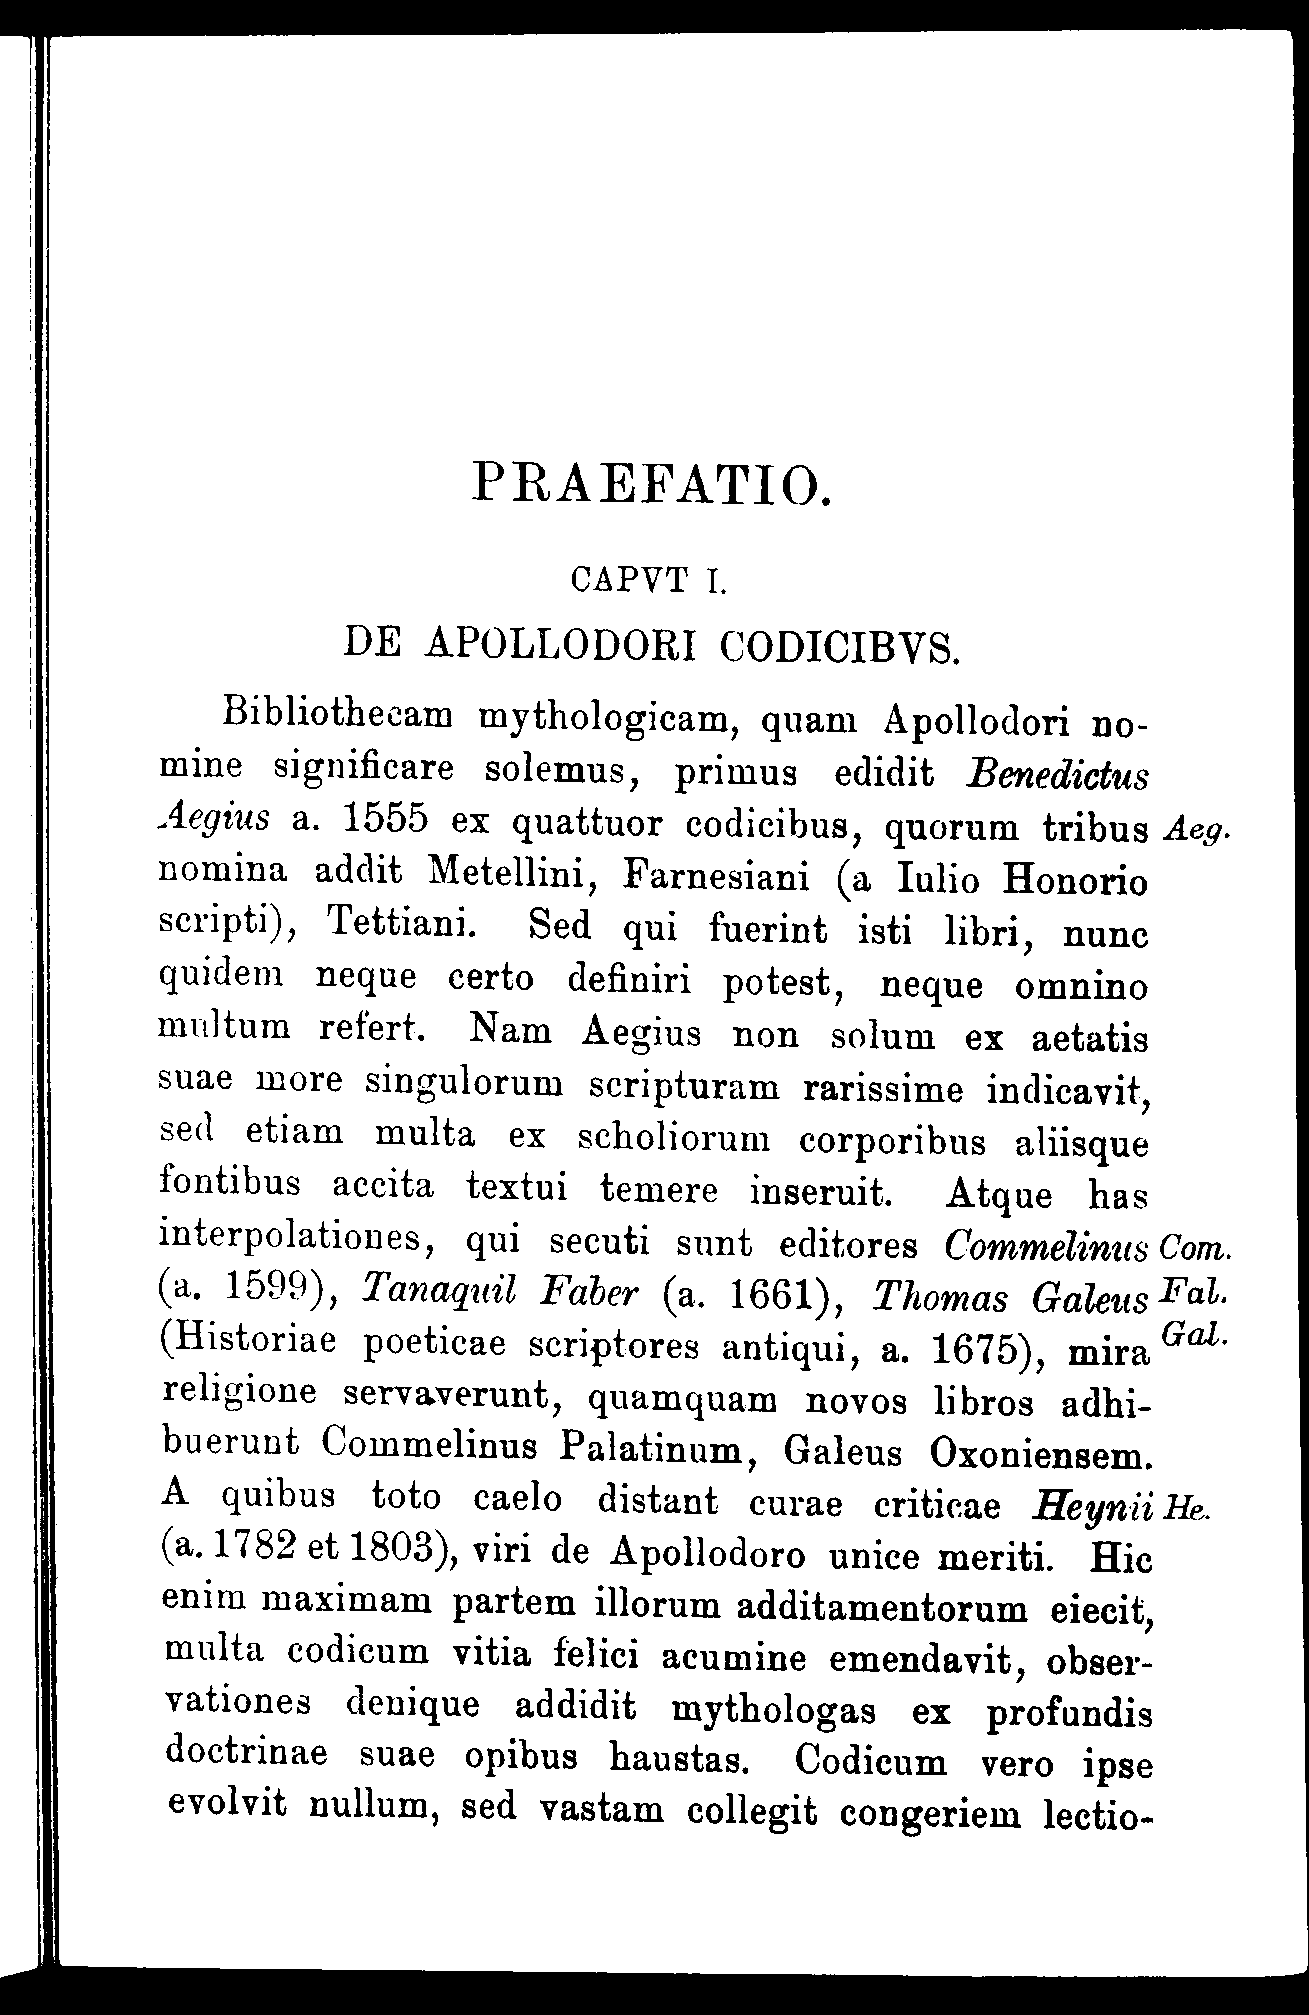 PRAEFATIO.
CAPVT I.
DE APOLLODORI CODICIBVS.
Bibliothecam mythologicam, quam Apollodori no-
mine significare solemus, primus edidit Benedictus
Aegius a. 1555 ex quattuor codicibus, quorum tribus Aeg.
nomina addit Metellini, Farnesiani (a Iulio Honorio
scripti), Tettiani. Sed qui fuerint isti libri, nunc
quidem neque certo definiri potest, neque omnino
multum refert. Nam Aegius non solum ex aetatis
suae more singulorum scripturam rarissime indicavit,
sed etiam multa ex scholiorum corporibus aliisque
fontibus accita textui temere inseruit. Atque has
interpolationes, qui secuti sunt editores Commelinus Com.
(a. 1599), Tanaquil Faber (a. 1661), Thomas Galeus Fab.
(Historiae poeticae scriptores antiqui, a. 1675), mira Gal.
religione servaverunt, quamquam novos libros adhi-
buerunt Commelinus Palatinum, Galeus Oxoniensem.
A quibus toto caelo distant curae criticae Heynii He.
(a. 1782 et 1803), viri de Apollodoro unice meriti. Hic
enim maximam partem illorum additamentorum eiecit,
multa codicum vitia felici acumine emendavit, obser-
vationes denique addidit mythologas ex profundis
doctrinae suae opibus haustas. Codicum vero ipse
evolvit nullum, sed vastam collegit congeriem lectio-